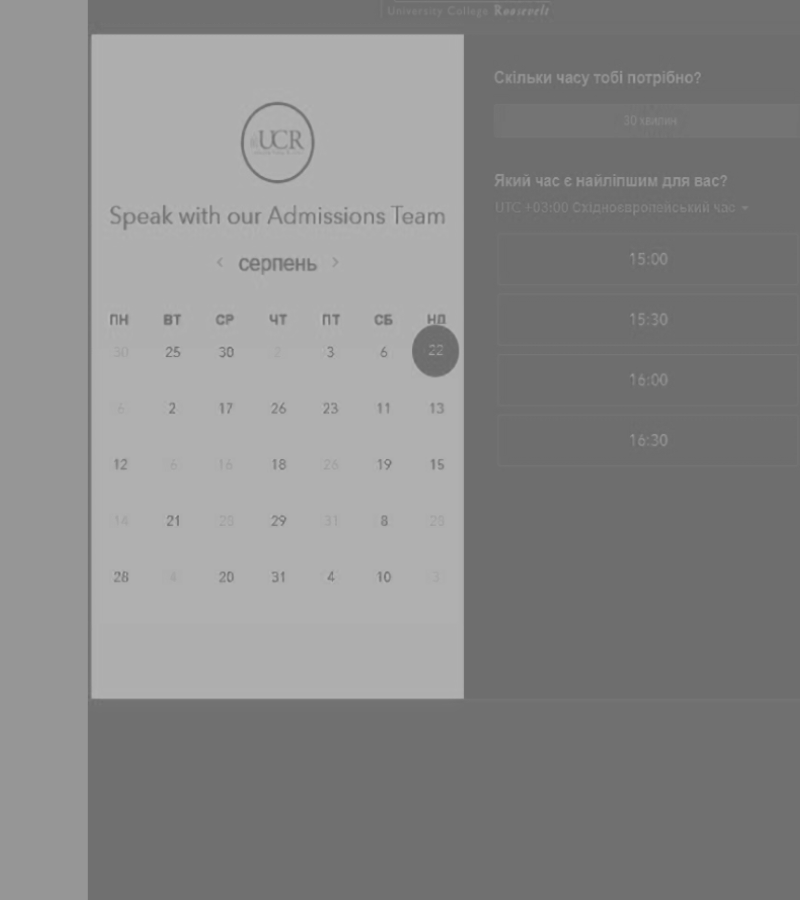 University College Roosevelt
UCR
Speak with our Admissions Team
< серпень >
ПН ВТ СР ЧТ ПТ СБ НД
30 25 30 2 3 6 22
6 2 17 26 23 11 13
12 6 16 18 26 19 15
14 21 28 29 31 8 25
28 4 20 31 4 10 3
Скільки часу тобі потрібно?
30 хвилин
Який час є найліпшим для вас?
UTC +03:00 Східноєвропейський час
15:00
15:30
16:00
16:30